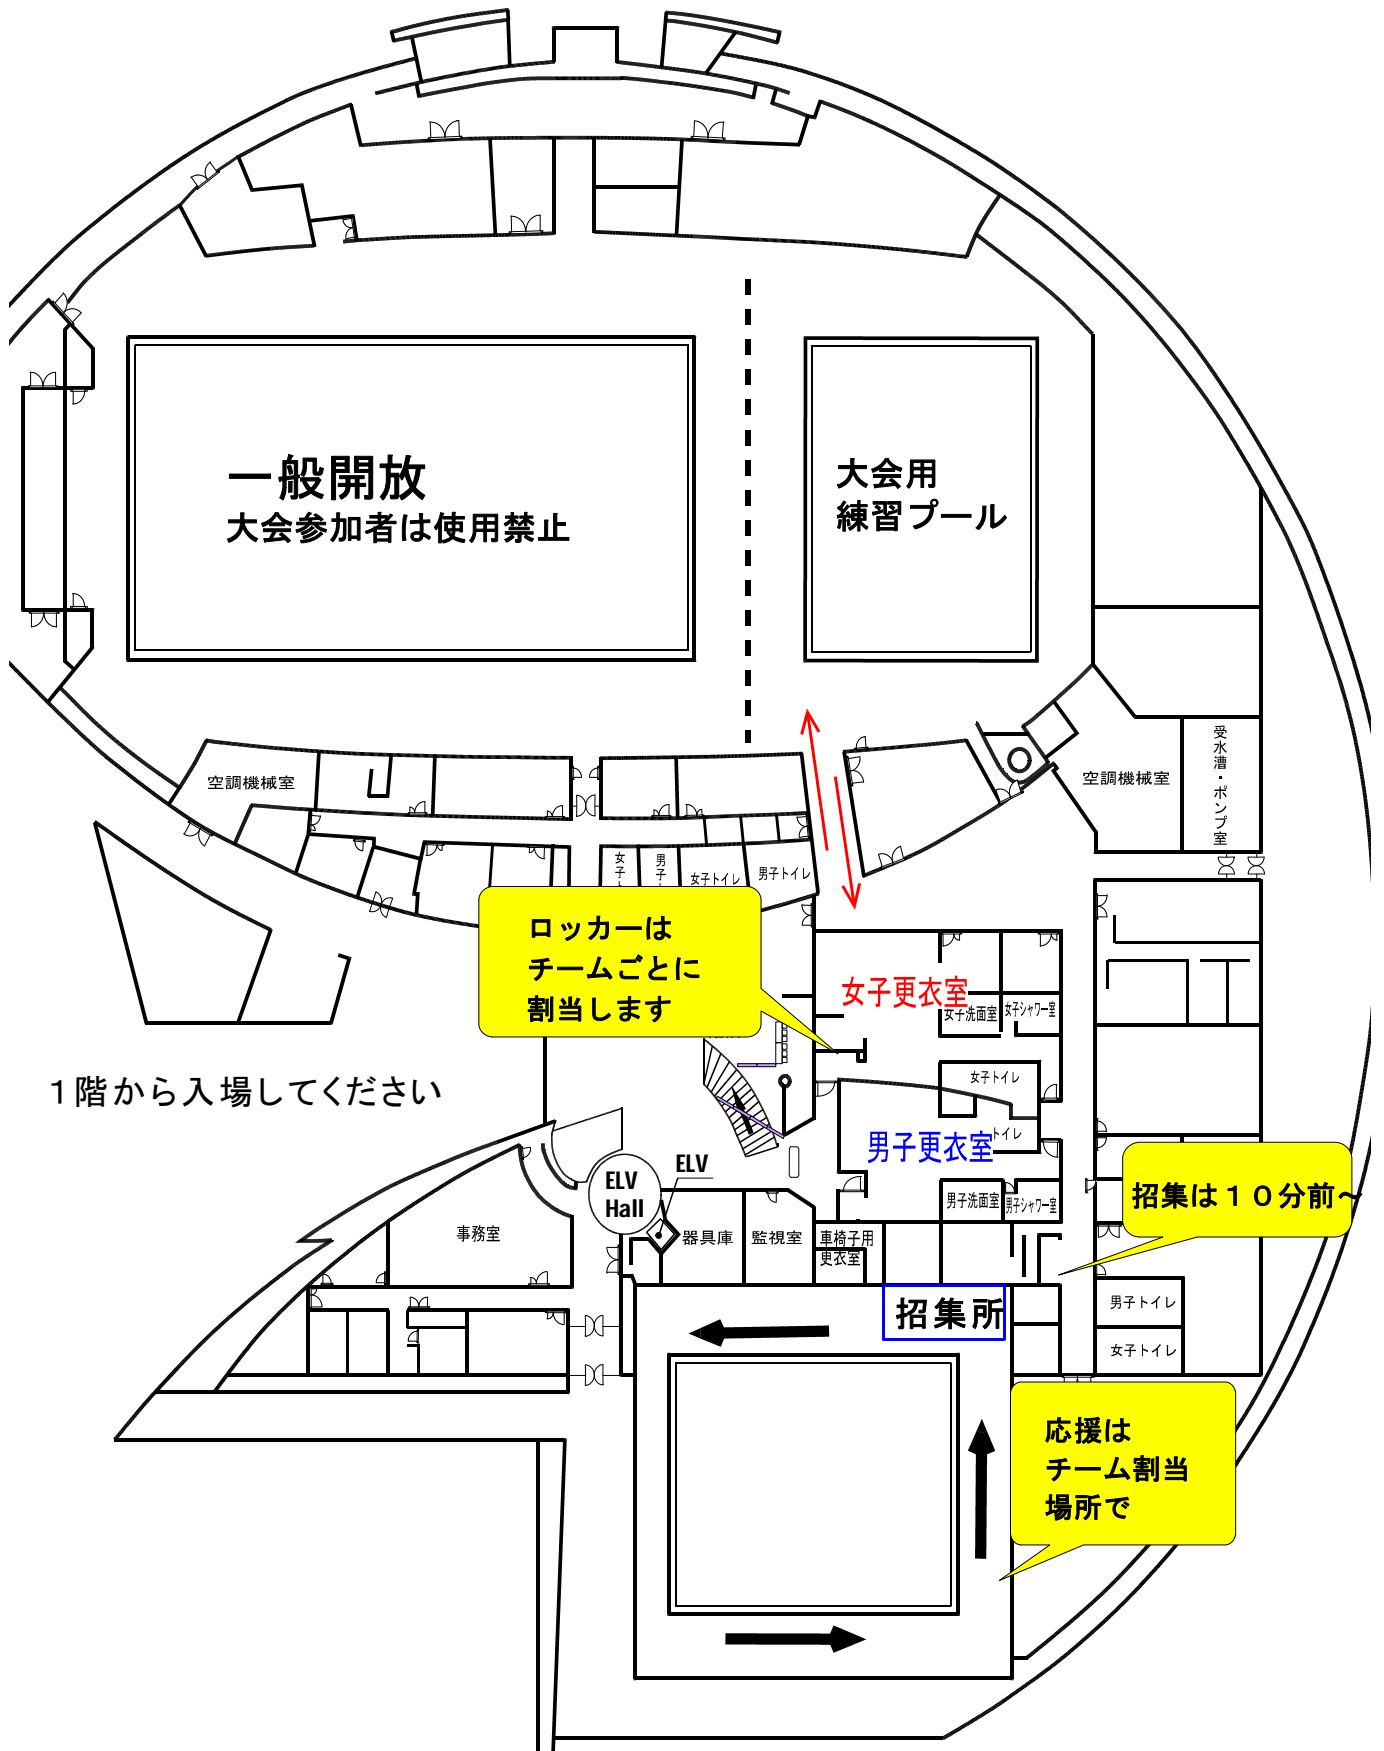 一般開放
大会参加者は使用禁止
大会用
練習プール
空調機械室
空調機械室
受水漕・ポンプ室
女子ト
男子ト
女子トイレ
男子トイレ
ロッカーは
チームごとに
割当します
女子更衣室
女子洗面室
女子シャワー室
1階から入場してください
女子トイレ
男子更衣室
トイレ
招集は10分前~
ELV
Hall
ELV
男子洗面室
男子シャワー室
事務室
器具庫
監視室
車椅子用
更衣室
招集所
男子トイレ
女子トイレ
応援は
チーム割当
場所で